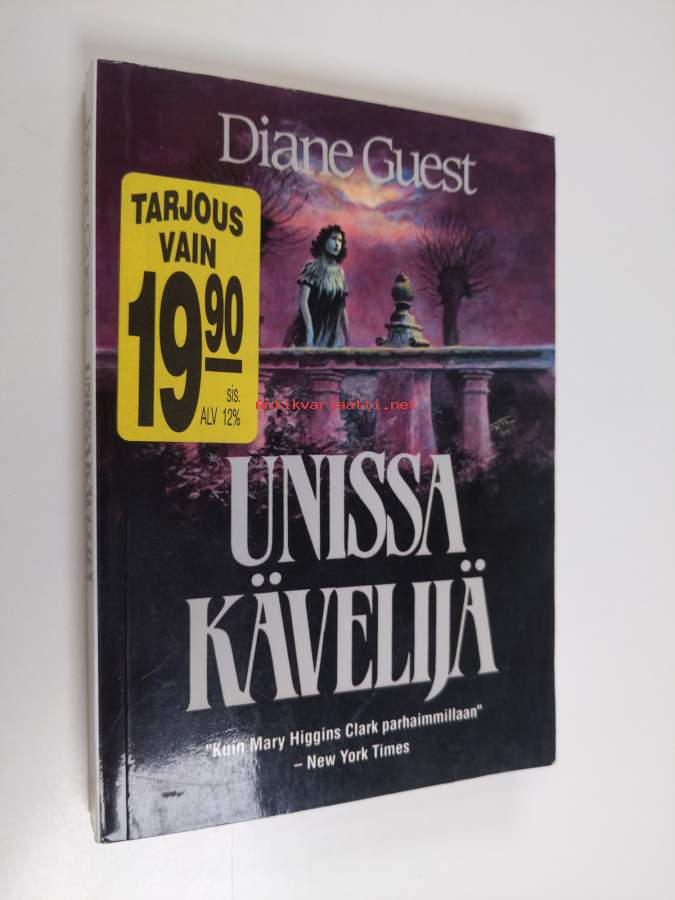 Diane Guest
TARJOUS
VAIN
19 90
sis.
ALV 12%
antikvariaatti.net
UNISSA
KÄVELIJÄ
"Kuin Mary Higgins Clark parhaimmillaan"
– New York Times